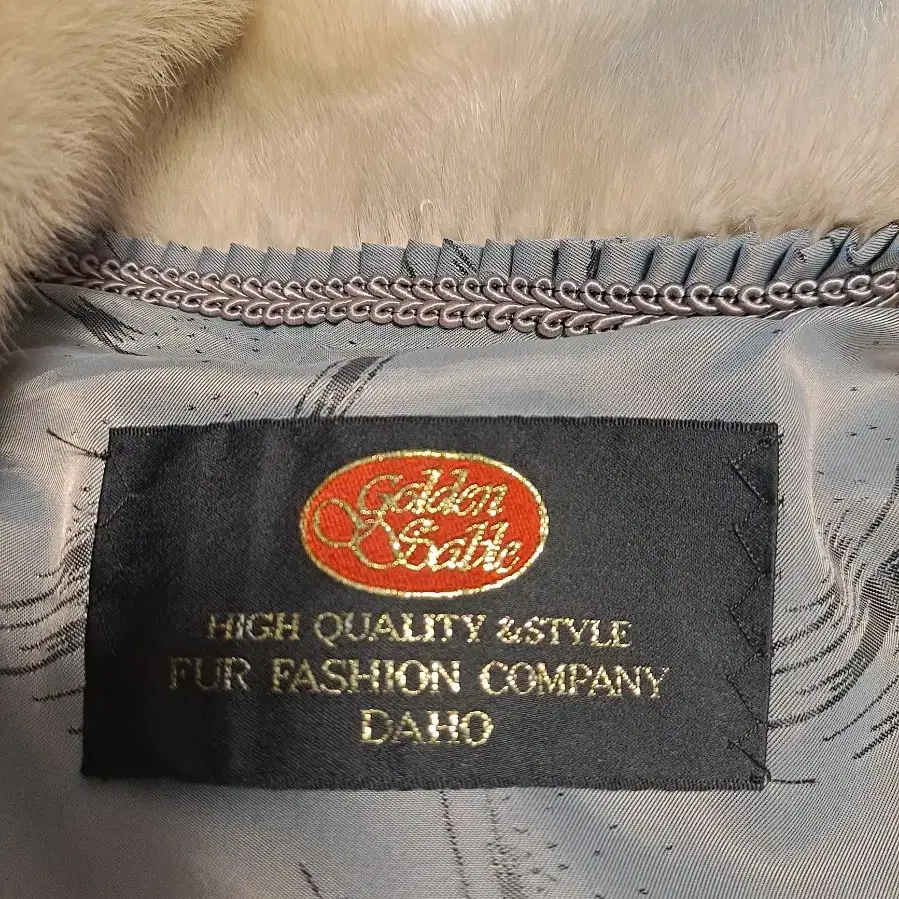 Golden
Sable
HIGH QUALITY &STYLE
FUR FASHION COMPANY
DAHO